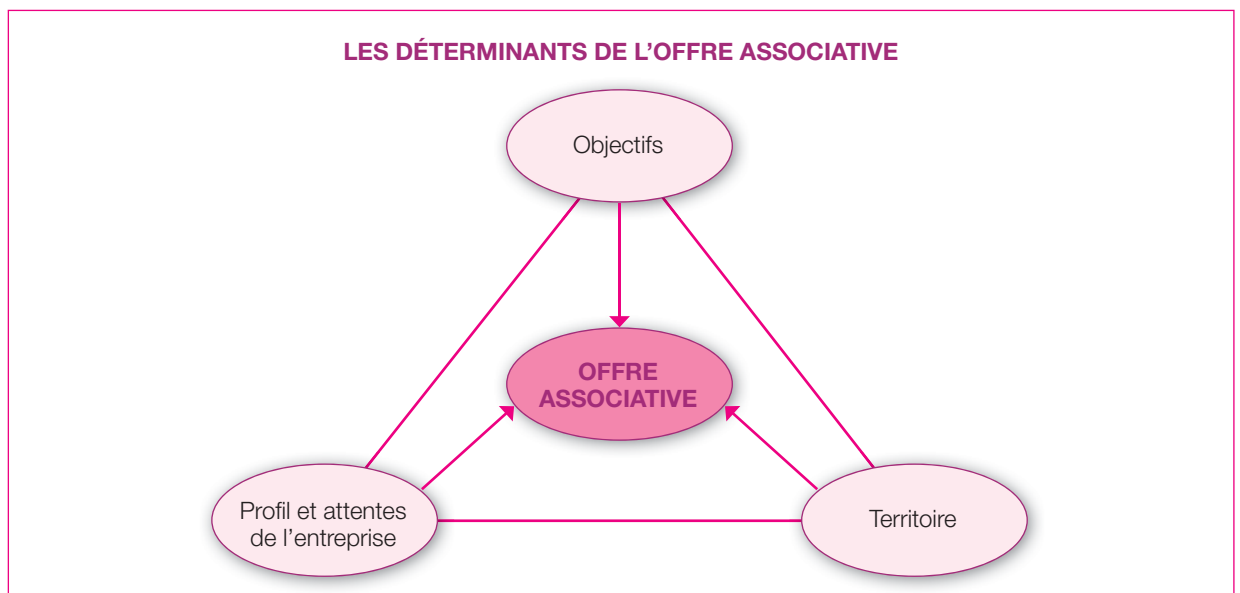 LES DÉTERMINANTS DE L’OFFRE ASSOCIATIVE
Objectifs
OFFRE
ASSOCIATIVE
Profil et attentes
de l’entreprise
Territoire